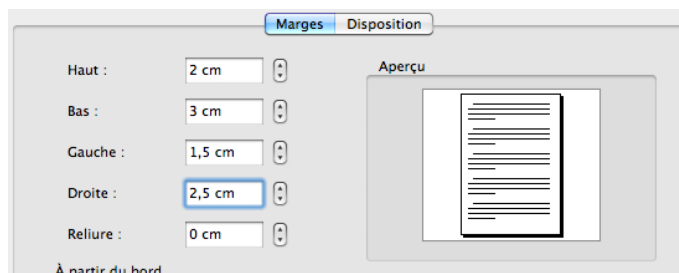 Marges Disposition
Haut : 2 cm Aperçu
Bas : 3 cm
Gauche : 1,5 cm
Droite : 2,5 cm
Reliure : 0 cm
À partir du bord